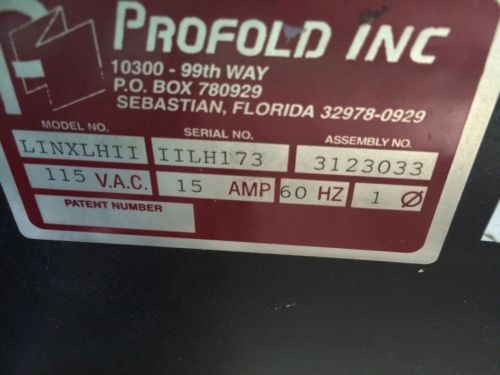 PROFOLD INC
10300 - 99th WAY
P.O. BOX 780929
SEBASTIAN, FLORIDA 32978-0929
MODEL NO. SERIAL NO. ASSEMBLY NO.
LINXLHII IILH173 3123033
115 V.A.C. 15 AMP 60 HZ 1 Ø
PATENT NUMBER